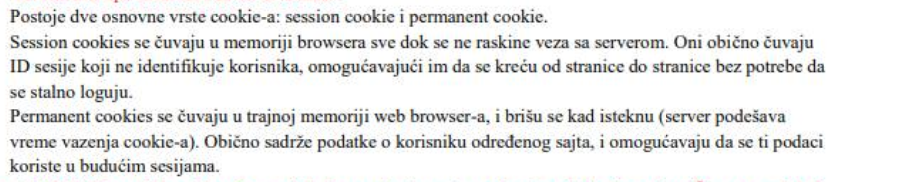 Postoje dve osnovne vrste cookie-a: session cookie i permanent cookie.
Session cookies se čuvaju u memoriji browsera sve dok se ne raskine veza sa serverom. Oni obično čuvaju
ID sesije koji ne identifikuje korisnika, omogućavajući im da se kreću od stranice do stranice bez potrebe da
se stalno loguju.
Permanent cookies se čuvaju u trajnoj memoriji web browser-a, i brišu se kad isteknu (server podešava
vreme vazenja cookie-a). Obično sadrže podatke o korisniku određenog sajta, i omogućavaju da se ti podaci
koriste u budućim sesijama.